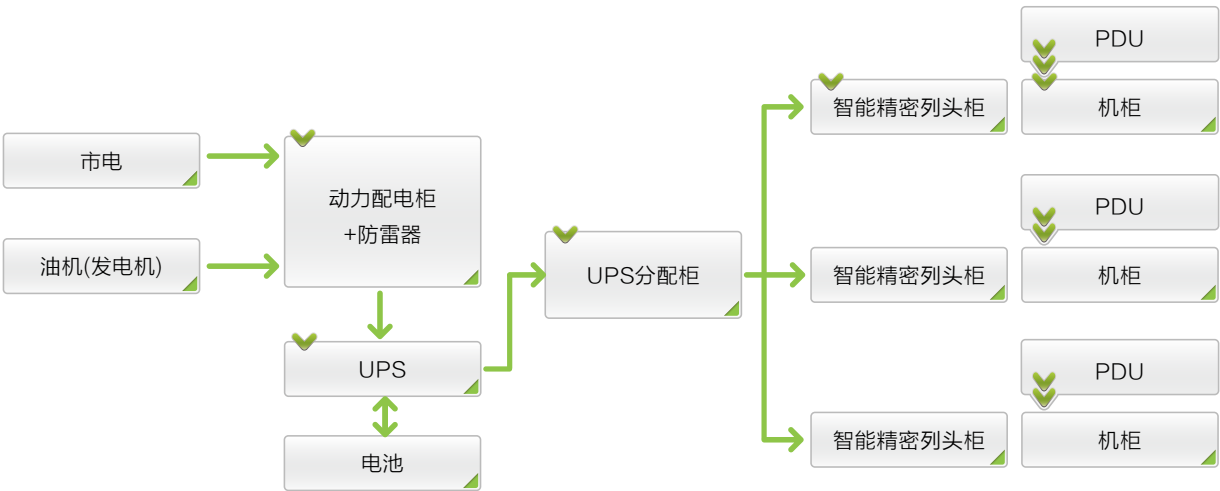 市电
油机(发电机)
动力配电柜
+防雷器
UPS
电池
UPS分配柜
智能精密列头柜
PDU
机柜
智能精密列头柜
PDU
机柜
智能精密列头柜
PDU
机柜